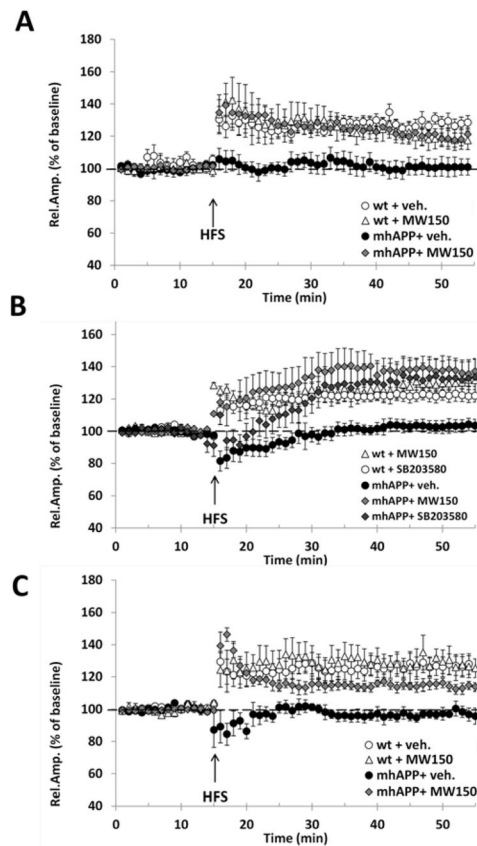 A
Rel.Amp. (% of baseline)
160
140
120
100
80
60
40
0
10
20
30
40
50
HFS
Time (min)
wt + veh.
wt + MW150
mhAPP+ veh.
mhAPP+ MW150
B
Rel.Amp. (% of baseline)
160
140
120
100
80
60
40
0
10
20
30
40
50
HFS
Time (min)
wt + MW150
wt + SB203580
mhAPP+ veh.
mhAPP+ MW150
mhAPP+ SB203580
C
Rel.Amp. (% of baseline)
180
160
140
120
100
80
60
40
0
10
20
30
40
50
HFS
Time (min)
wt + veh.
wt + MW150
mhAPP+ veh.
mhAPP+ MW150